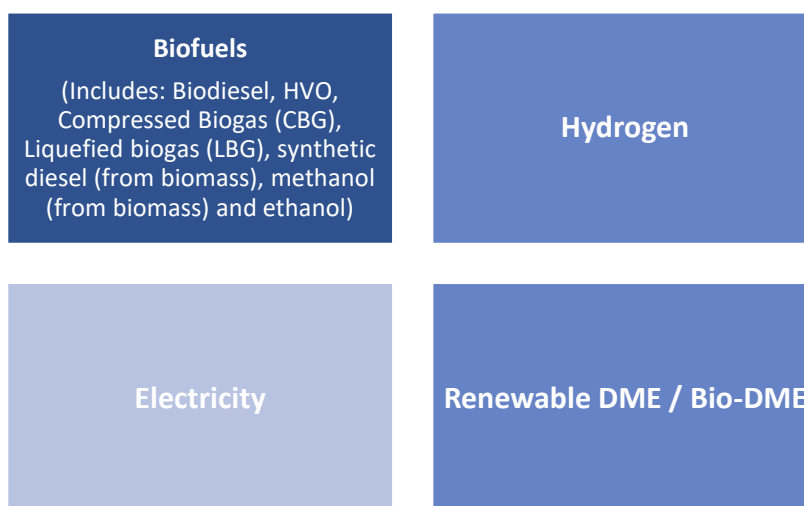 Biofuels
(Includes: Biodiesel, HVO,
Compressed Biogas (CBG),
Liquefied biogas (LBG), synthetic
diesel (from biomass), methanol
(from biomass) and ethanol)
Hydrogen
Electricity
Renewable DME / Bio-DME